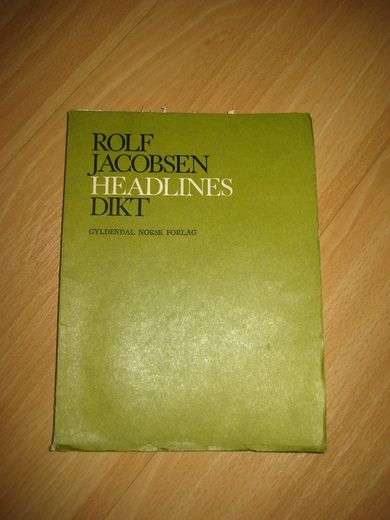 ROLF
JACOBSEN
HEADLINES
DIKT
GYLDENDAL NORSK FORLAG